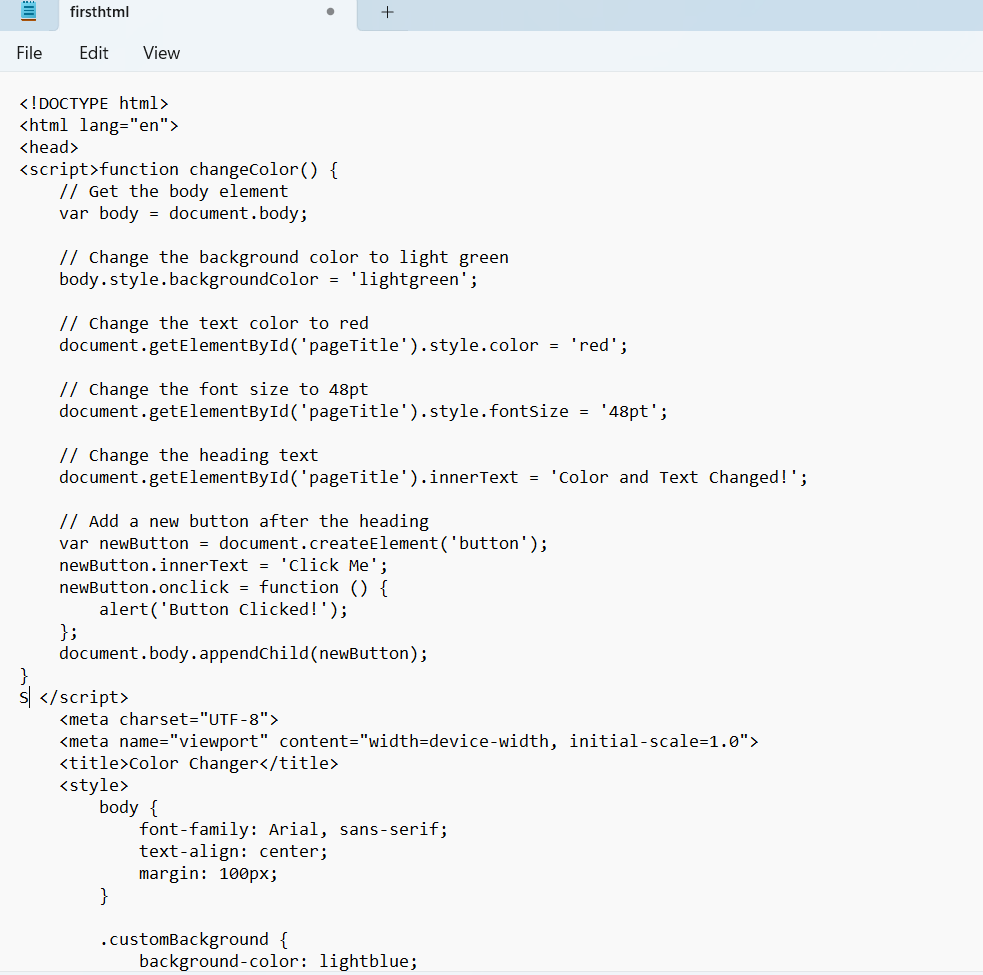 firsthtml
File Edit View
<!DOCTYPE html>
<html lang="en">
<head>
<script>function changeColor() {
    // Get the body element
    var body = document.body;

    // Change the background color to light green
    body.style.backgroundColor = 'lightgreen';

    // Change the text color to red
    document.getElementById('pageTitle').style.color = 'red';

    // Change the font size to 48pt
    document.getElementById('pageTitle').style.fontSize = '48pt';

    // Change the heading text
    document.getElementById('pageTitle').innerText = 'Color and Text Changed!';

    // Add a new button after the heading
    var newButton = document.createElement('button');
    newButton.innerText = 'Click Me';
    newButton.onclick = function () {
        alert('Button Clicked!');
    };
    document.body.appendChild(newButton);
}
S </script>
    <meta charset="UTF-8">
    <meta name="viewport" content="width=device-width, initial-scale=1.0">
    <title>Color Changer</title>
    <style>
        body {
            font-family: Arial, sans-serif;
            text-align: center;
            margin: 100px;
        }

        .customBackground {
            background-color: lightblue;